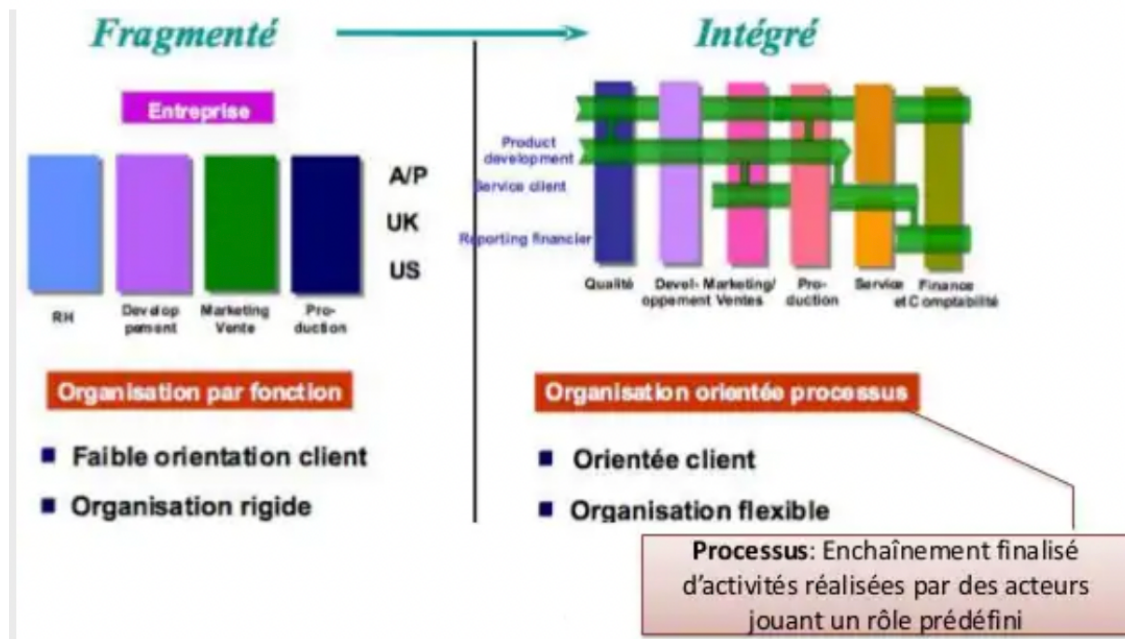 Fragmenté
Intégré
Entreprise
A/P
UK
US
RH
Develop
pement
Marketing
Vente
Pro-
duction
Product
development
Service client
Reporting financier
Qualité
Devel-
oppement
Marketing/
Ventes
Pro-
duction
Service
Finance
et Comptabilité
Organisation par fonction
Faible orientation client
Organisation rigide
Organisation orientée processus
Orientée client
Organisation flexible
Processus: Enchaînement finalisé
d'activités réalisées par des acteurs
jouant un rôle prédéfini